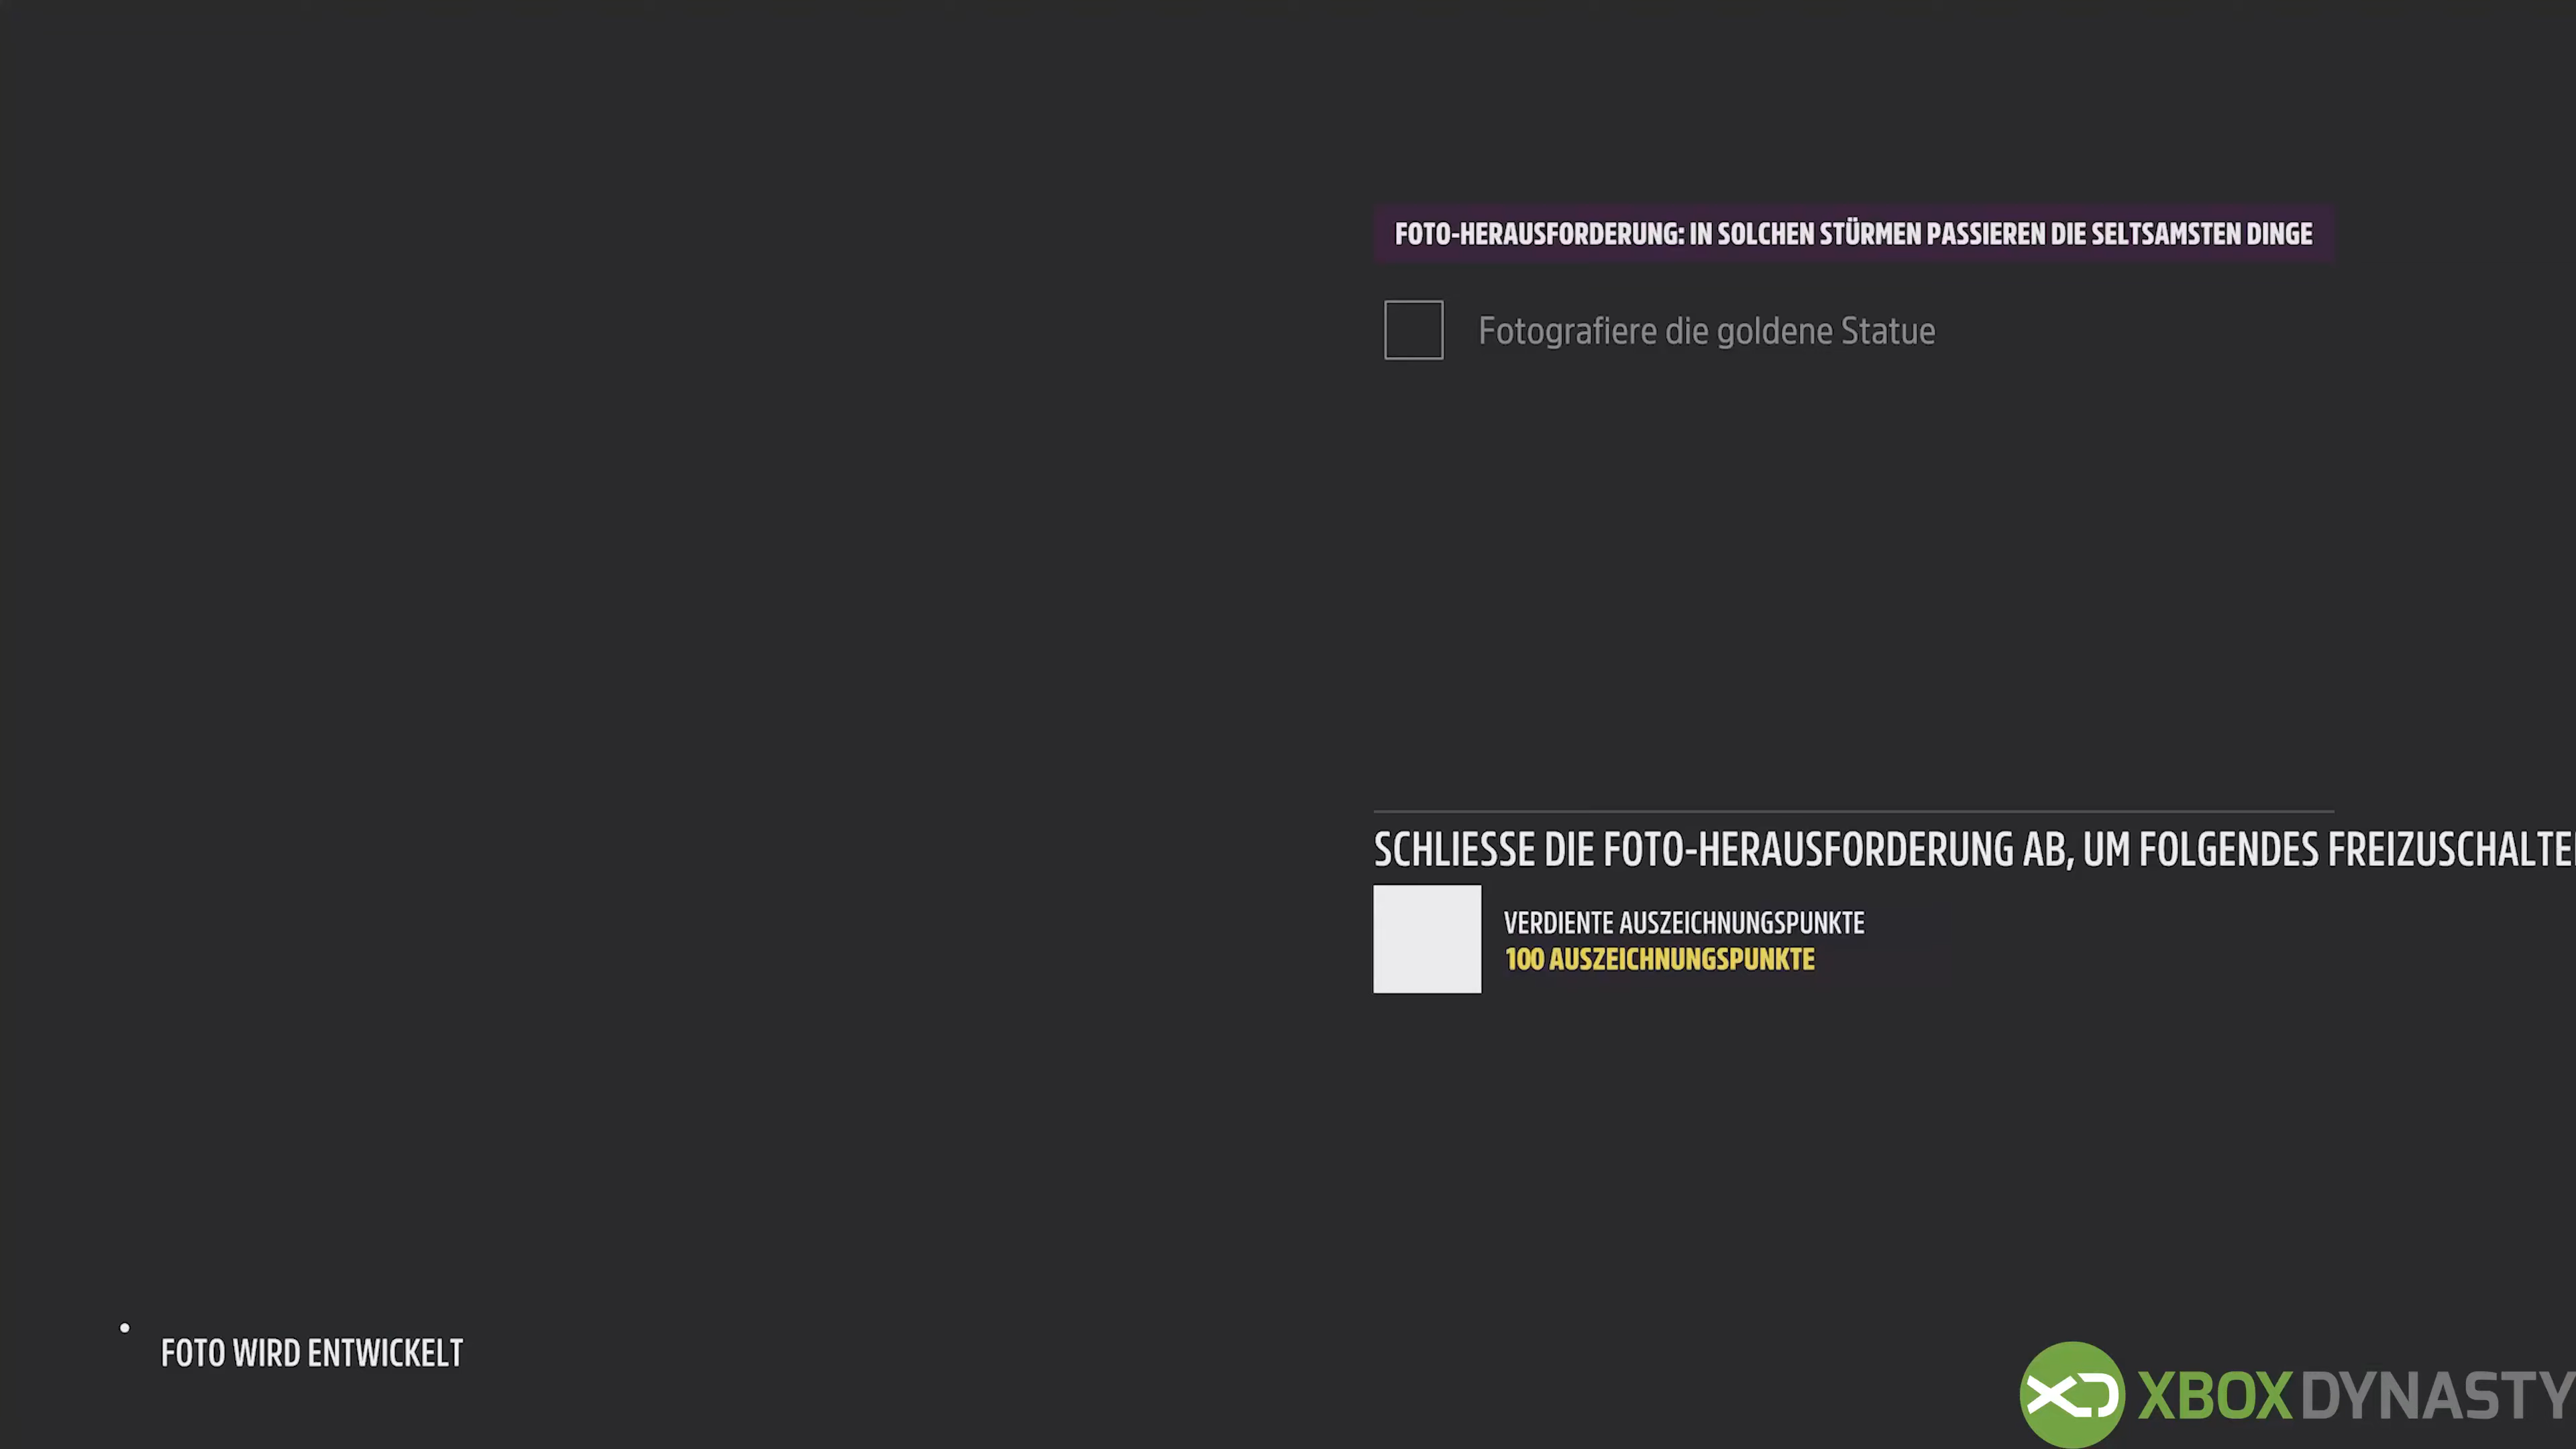 FOTO-HERAUSFORDERUNG: IN SOLCHEN STÜRMEN PASSIEREN DIE SELTSAMSTEN DINGE
Fotografiere die goldene Statue
SCHLIESSE DIE FOTO-HERAUSFORDERUNG AB, UM FOLGENDES FREIZUSCHALTE
VERDIENTE AUSZEICHNUNGSPUNKTE
100 AUSZEICHNUNGSPUNKTE
FOTO WIRD ENTWICKELT
XBOXDYNASTY